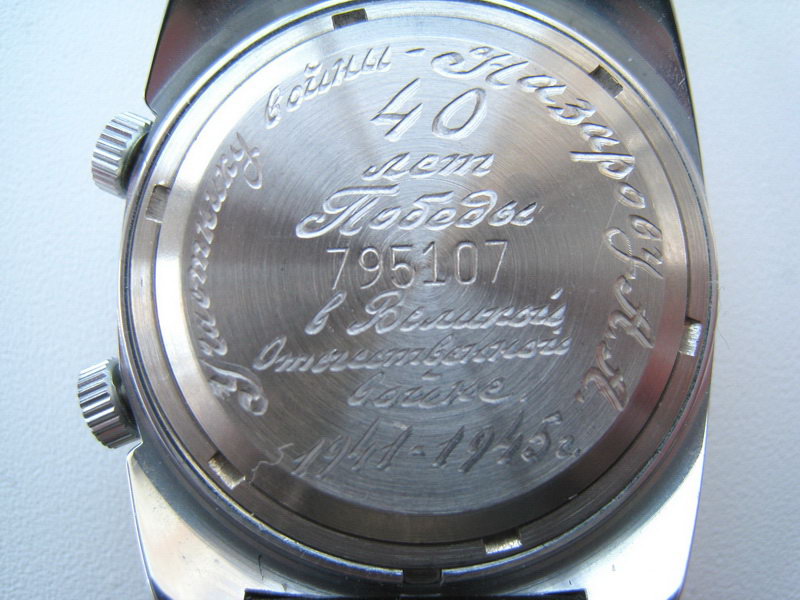 Участнику войны - Назарову А.А.
40
лет
Победы
795107
в Великой
Отечественной
войне
1941-1945г.